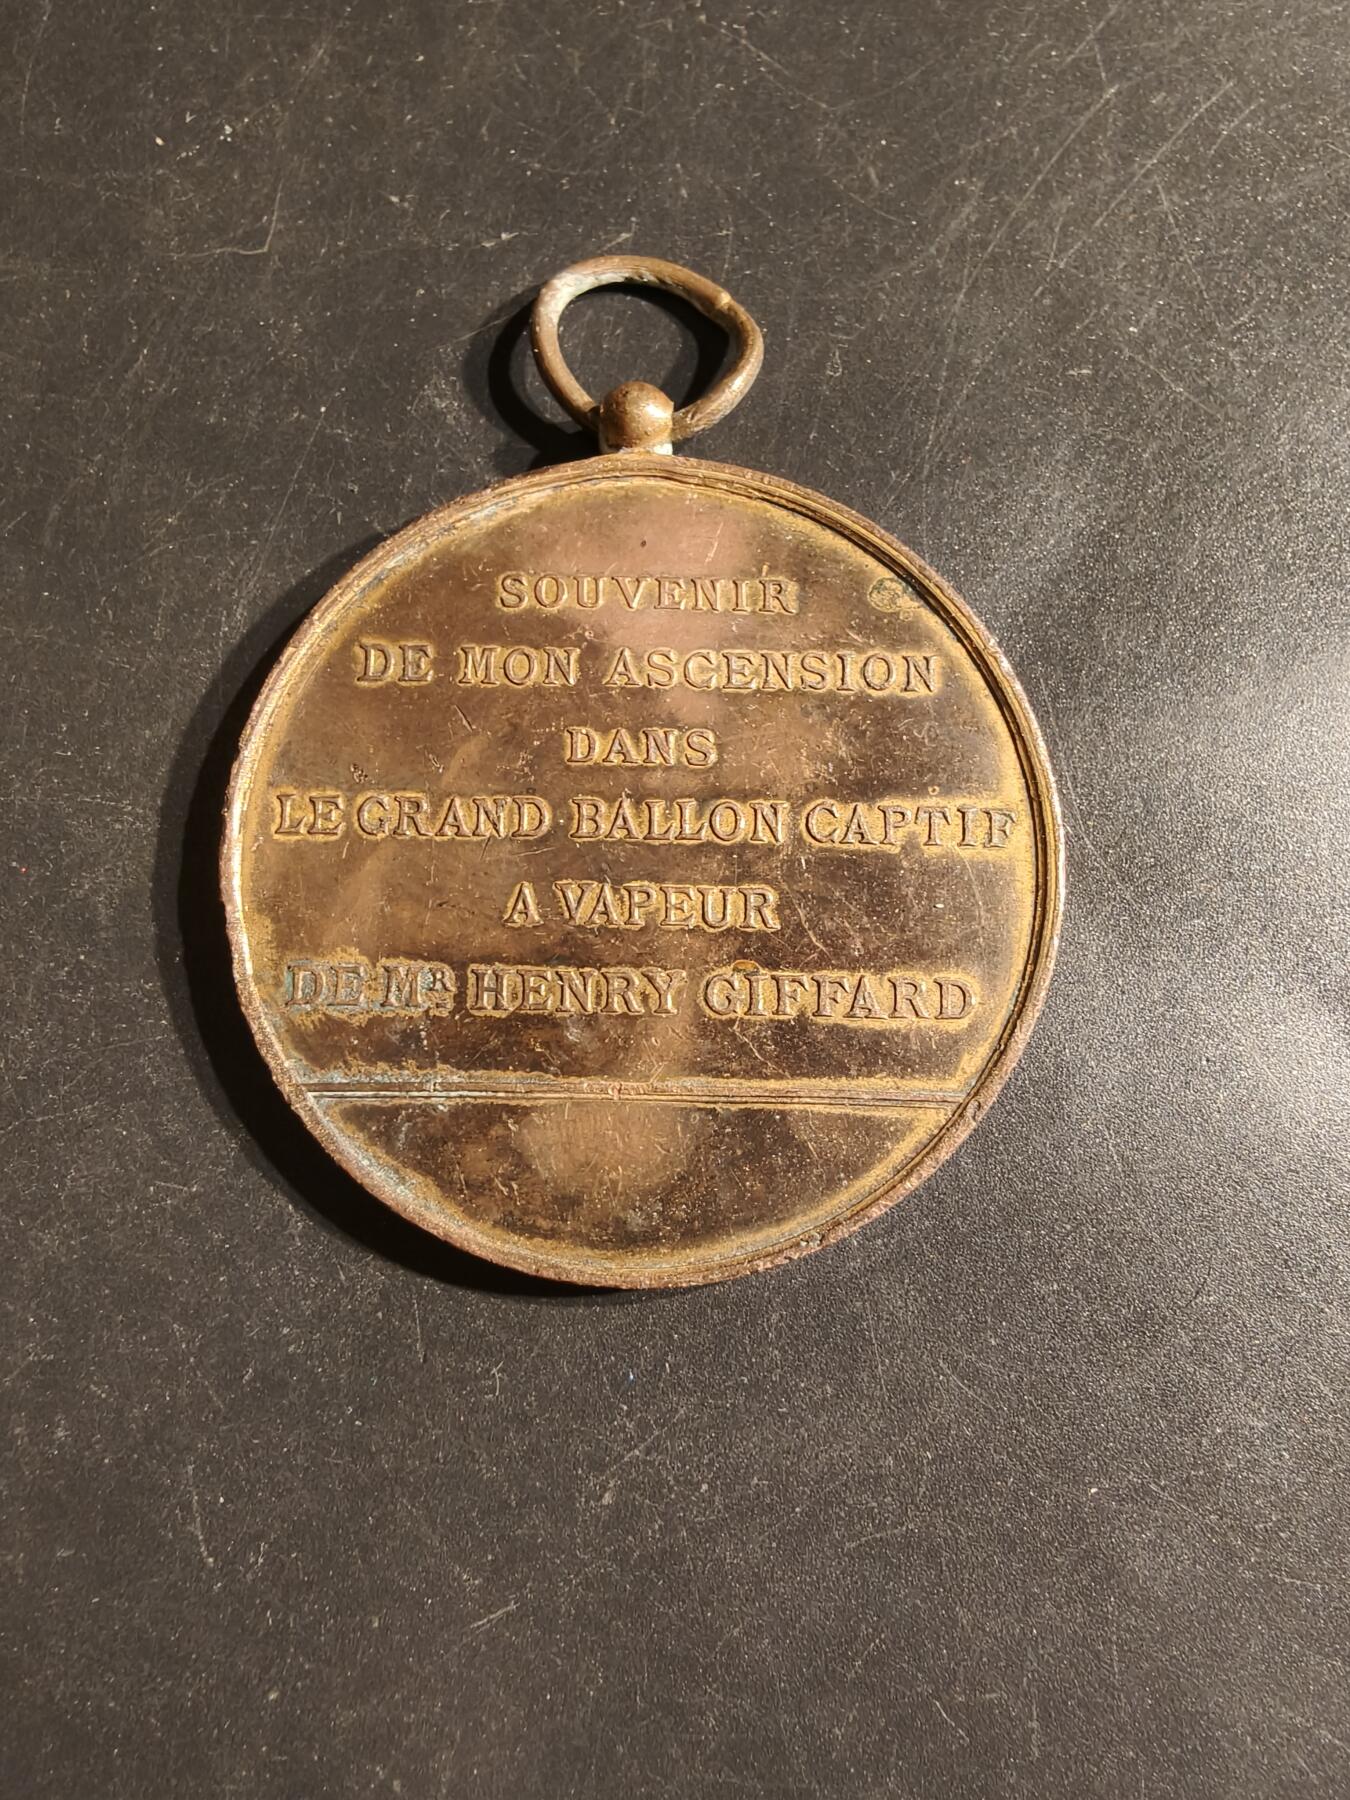 SOUVENIR
DE MON ASCENSION
DANS
LE GRAND BALLON CAPTIF
A VAPEUR
DE MR HENRY GIFFARD